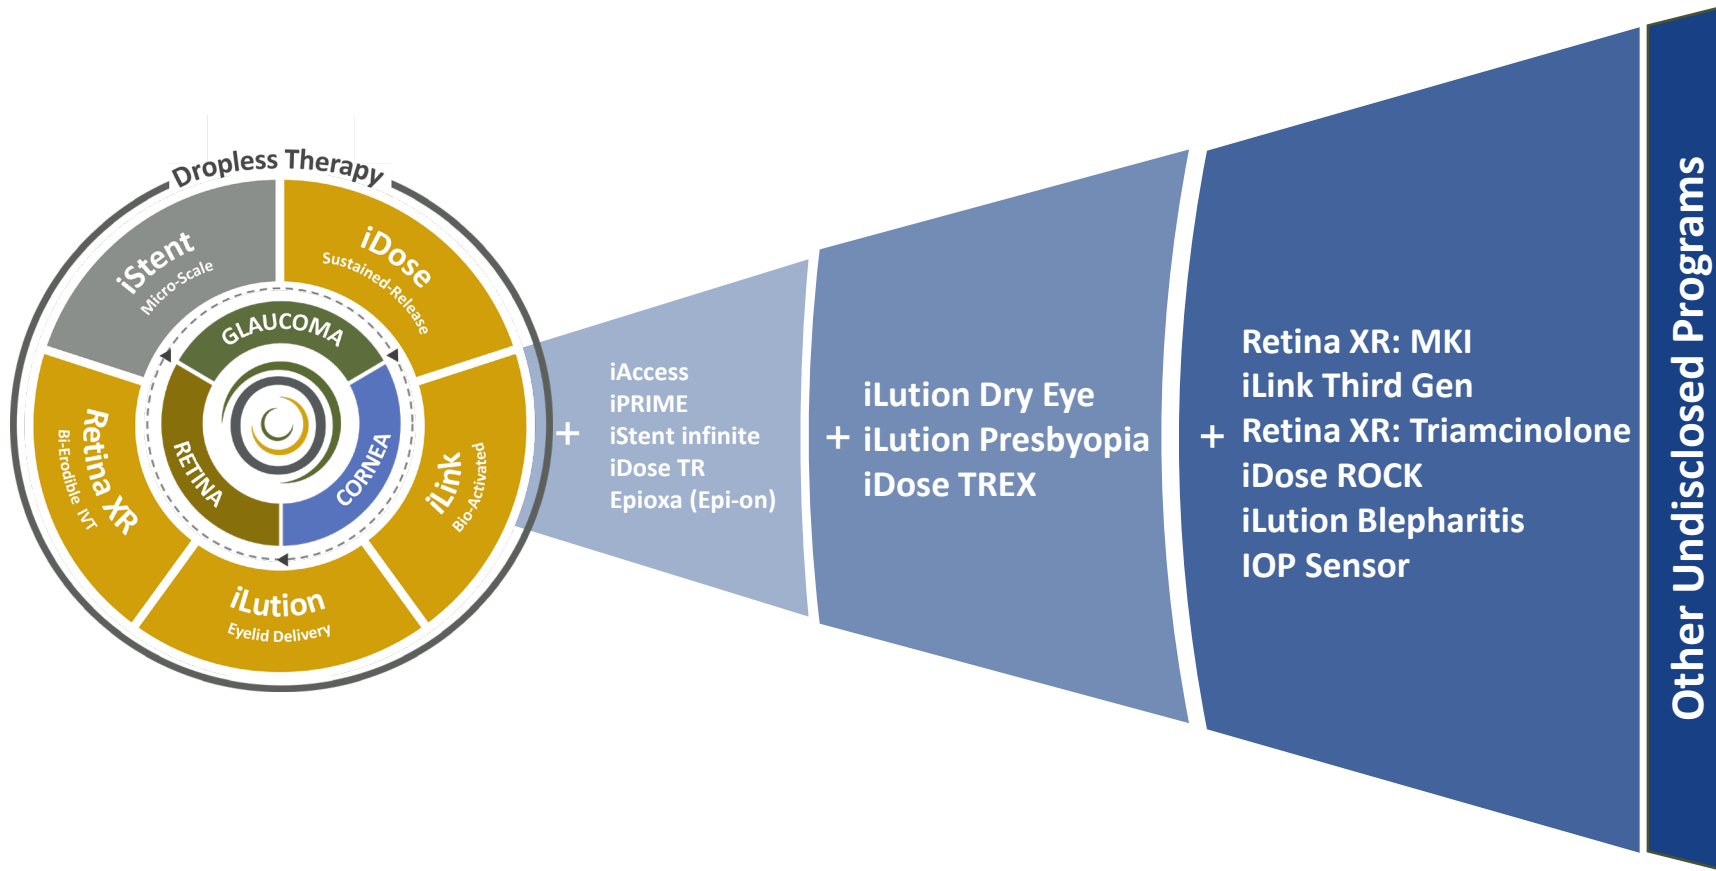 Dropless Therapy
iStent
Micro-Scale
iDose
Sustained-Release
GLAUCOMA
RETINA
CORNEA
Retina XR
Bi-Erodible IVT
iLink
Bio-Activated
iLution
Eyelid Delivery
+
iAccess
iPRIME
iStent infinite
iDose TR
Epioxa (Epi-on)
+
iLution Dry Eye
iLution Presbyopia
iDose TREX
+
Retina XR: MKI
iLink Third Gen
Retina XR: Triamcinolone
iDose ROCK
iLution Blepharitis
IOP Sensor
Other Undisclosed Programs